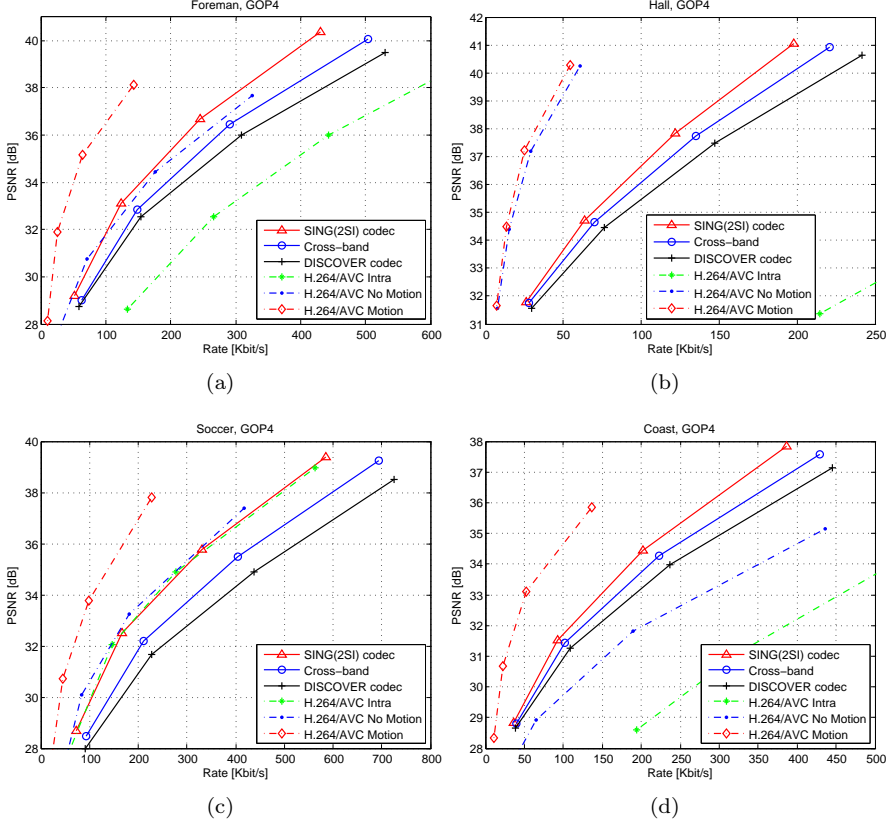 Foreman, GOP4
PSNR [dB]
40
38
36
34
32
30
28
0 100 200 300 400 500 600
Rate [Kbit/s]
SING(2SI) codec
Cross−band
DISCOVER codec
H.264/AVC Intra
H.264/AVC No Motion
H.264/AVC Motion
(a)
Hall, GOP4
PSNR [dB]
42
41
40
39
38
37
36
35
34
33
32
31
0 50 100 150 200 250
Rate [Kbit/s]
SING(2SI) codec
Cross−band
DISCOVER codec
H.264/AVC Intra
H.264/AVC No Motion
H.264/AVC Motion
(b)
Soccer, GOP4
PSNR [dB]
40
38
36
34
32
30
28
0 100 200 300 400 500 600 700 800
Rate [Kbit/s]
SING(2SI) codec
Cross−band
DISCOVER codec
H.264/AVC Intra
H.264/AVC No Motion
H.264/AVC Motion
(c)
Coast, GOP4
PSNR [dB]
38
37
36
35
34
33
32
31
30
29
28
0 50 100 150 200 250 300 350 400 450 500
Rate [Kbit/s]
SING(2SI) codec
Cross−band
DISCOVER codec
H.264/AVC Intra
H.264/AVC No Motion
H.264/AVC Motion
(d)